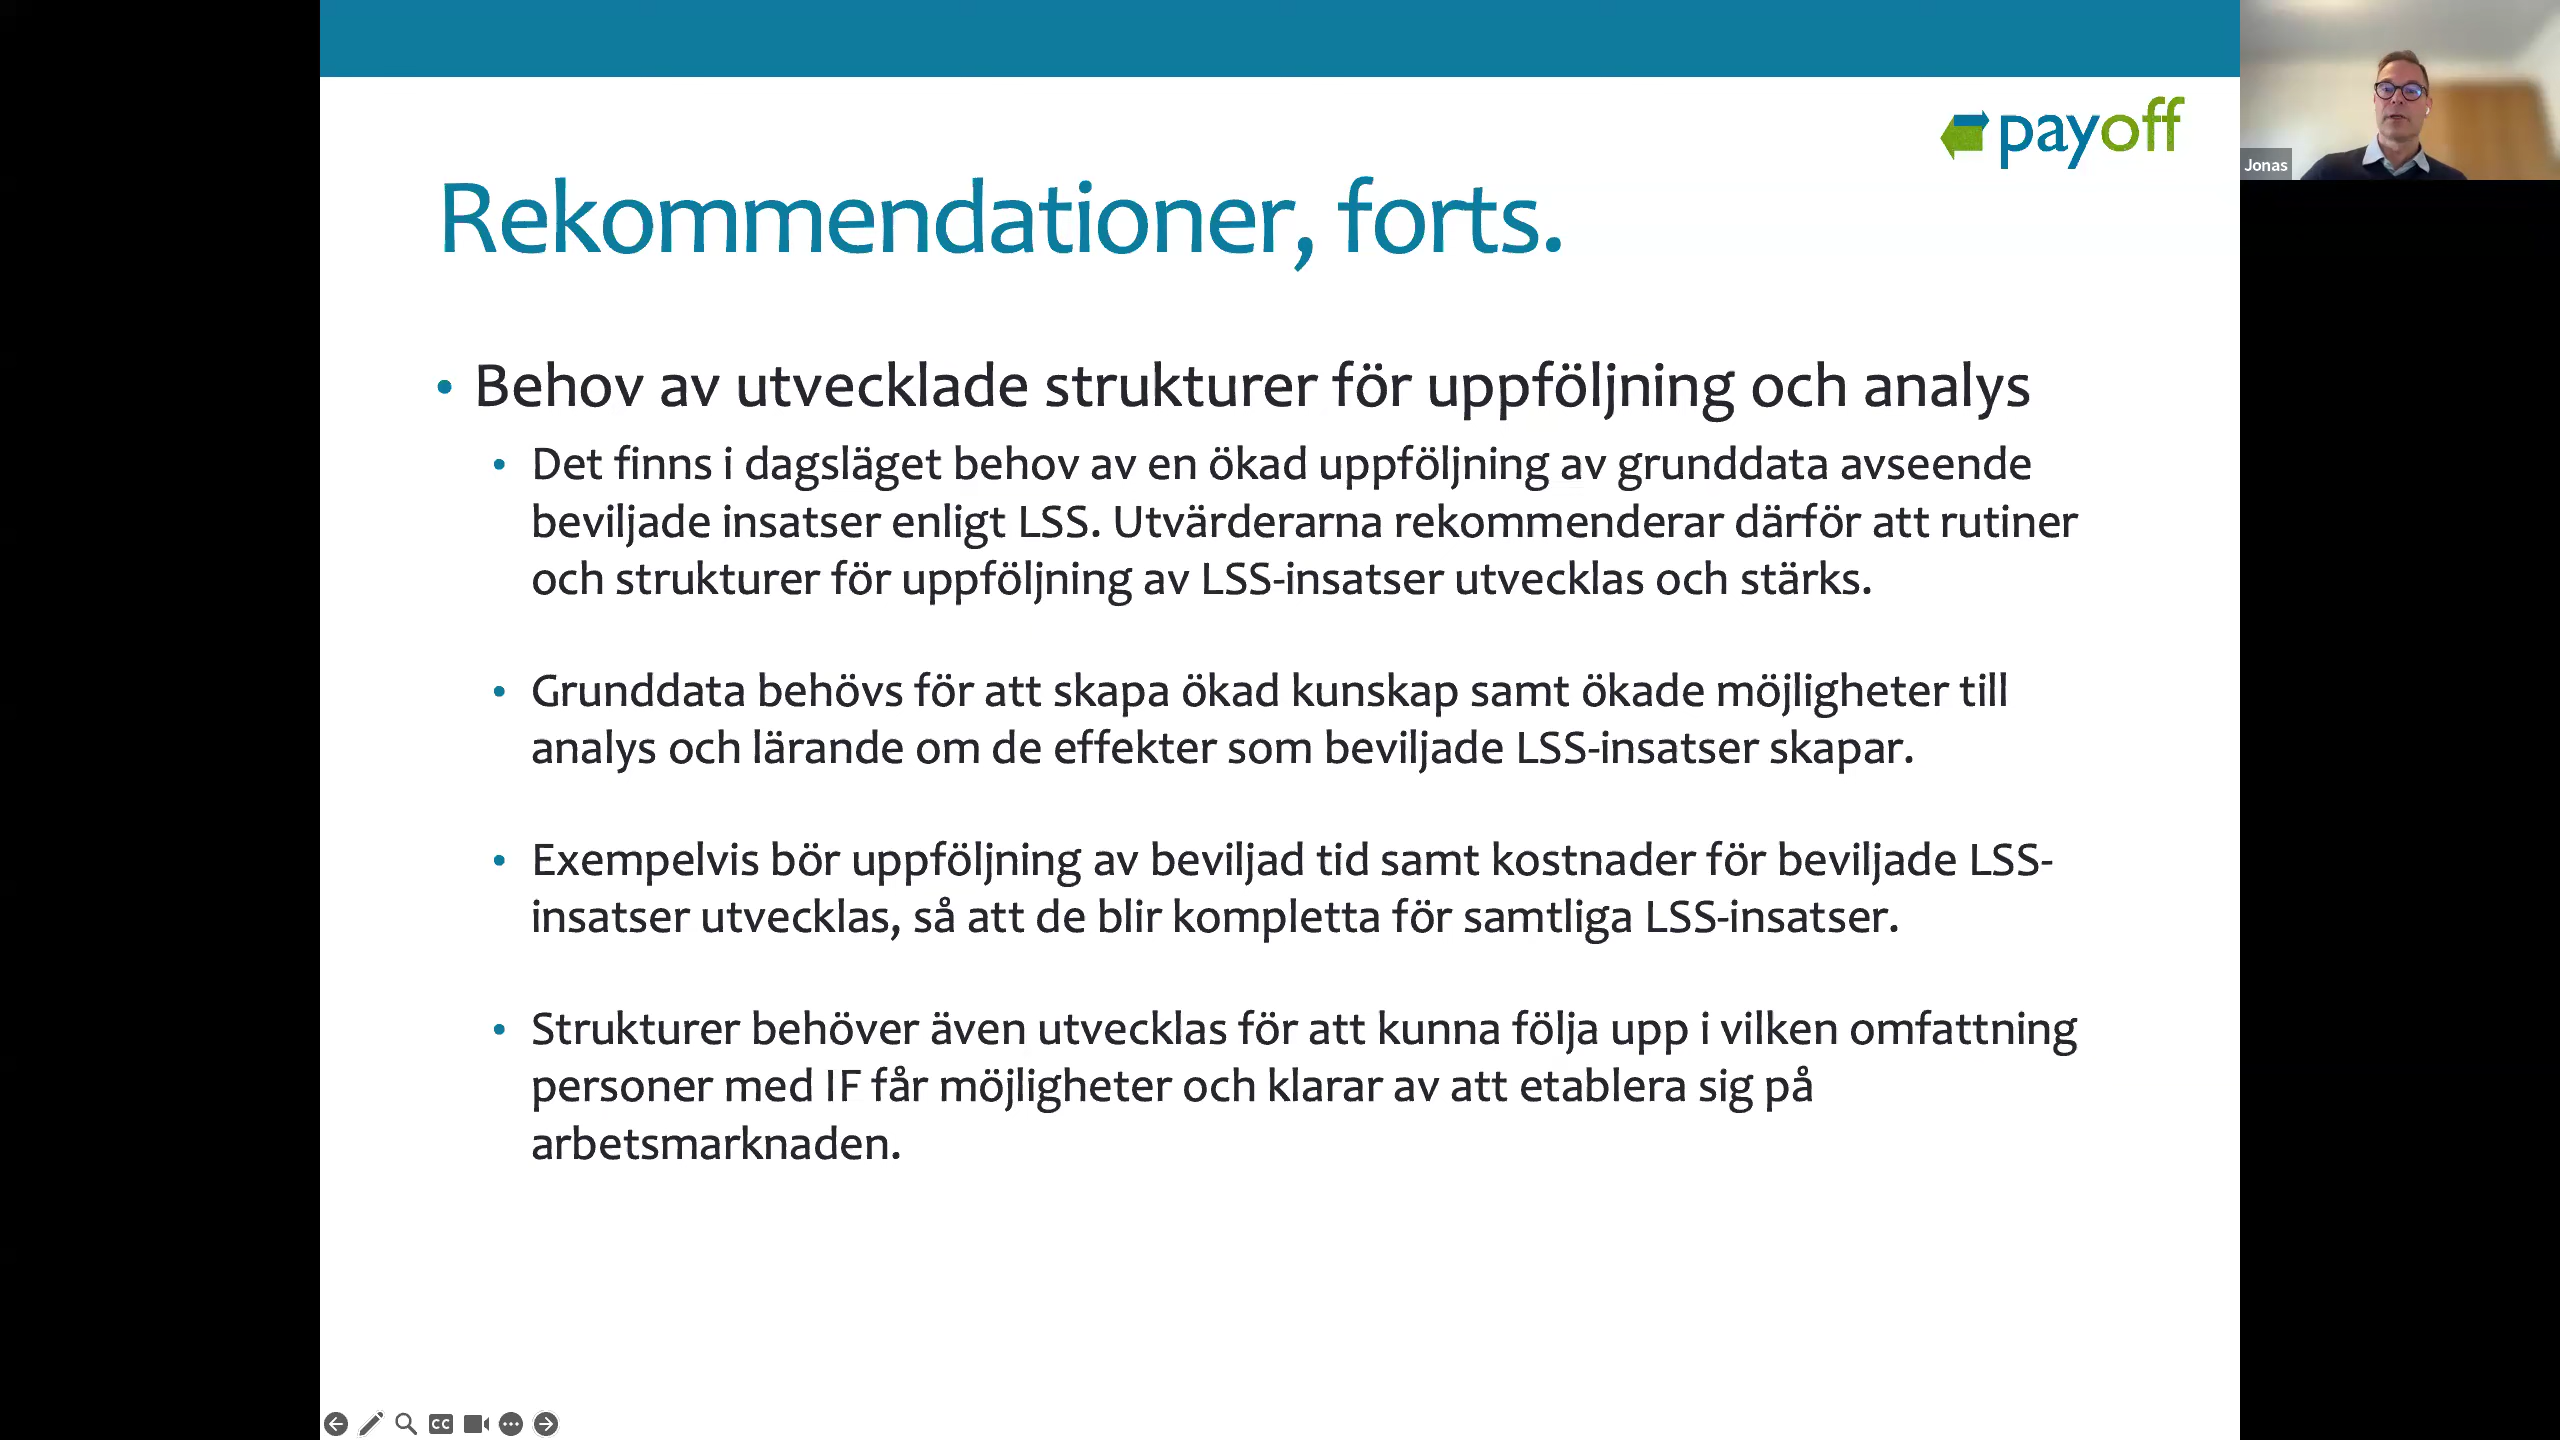 payoff
Jonas
Rekommendationer, forts.
• Behov av utvecklade strukturer för uppföljning och analys
• Det finns i dagsläget behov av en ökad uppföljning av grunddata avseende
beviljade insatser enligt LSS. Utvärderarna rekommenderar därför att rutiner
och strukturer för uppföljning av LSS-insatser utvecklas och stärks.
• Grunddata behövs för att skapa ökad kunskap samt ökade möjligheter till
analys och lärande om de effekter som beviljade LSS-insatser skapar.
• Exempelvis bör uppföljning av beviljad tid samt kostnader för beviljade LSS-
insatser utvecklas, så att de blir kompletta för samtliga LSS-insatser.
• Strukturer behöver även utvecklas för att kunna följa upp i vilken omfattning
personer med IF får möjligheter och klarar av att etablera sig på
arbetsmarknaden.
CC